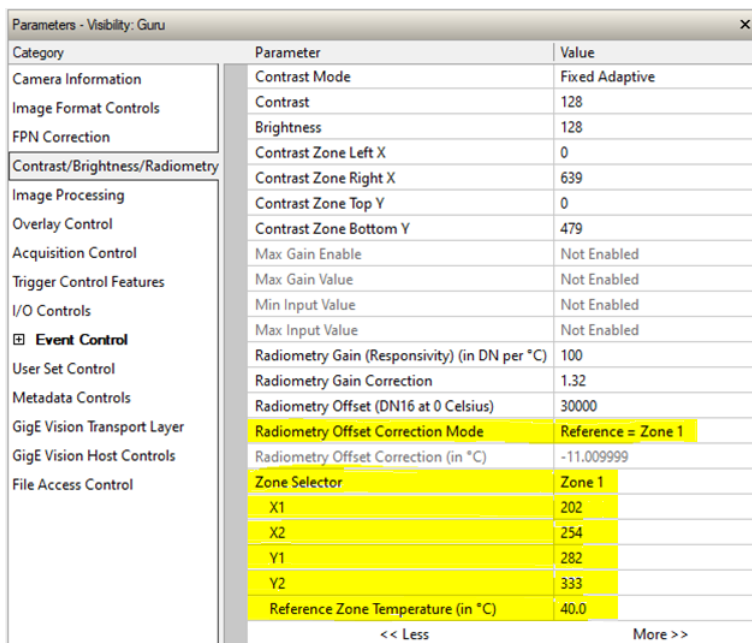 Parameters - Visibility: Guru ×
Category Parameter Value
Camera Information
Image Format Controls
FPN Correction
Contrast/Brightness/Radiometry
Image Processing
Overlay Control
Acquisition Control
Trigger Control Features
I/O Controls
Event Control
User Set Control
Metadata Controls
GigE Vision Transport Layer
GigE Vision Host Controls
File Access Control
Contrast Mode Fixed Adaptive
Contrast 128
Brightness 128
Contrast Zone Left X 0
Contrast Zone Right X 639
Contrast Zone Top Y 0
Contrast Zone Bottom Y 479
Max Gain Enable Not Enabled
Max Gain Value Not Enabled
Min Input Value Not Enabled
Max Input Value Not Enabled
Radiometry Gain (Responsivity) (in DN per °C) 100
Radiometry Gain Correction 1.32
Radiometry Offset (DN16 at 0 Celsius) 30000
Radiometry Offset Correction Mode Reference = Zone 1
Radiometry Offset Correction (in °C) -11.009999
Zone Selector Zone 1
X1 202
X2 254
Y1 282
Y2 333
Reference Zone Temperature (in °C) 40.0
<< Less More >>